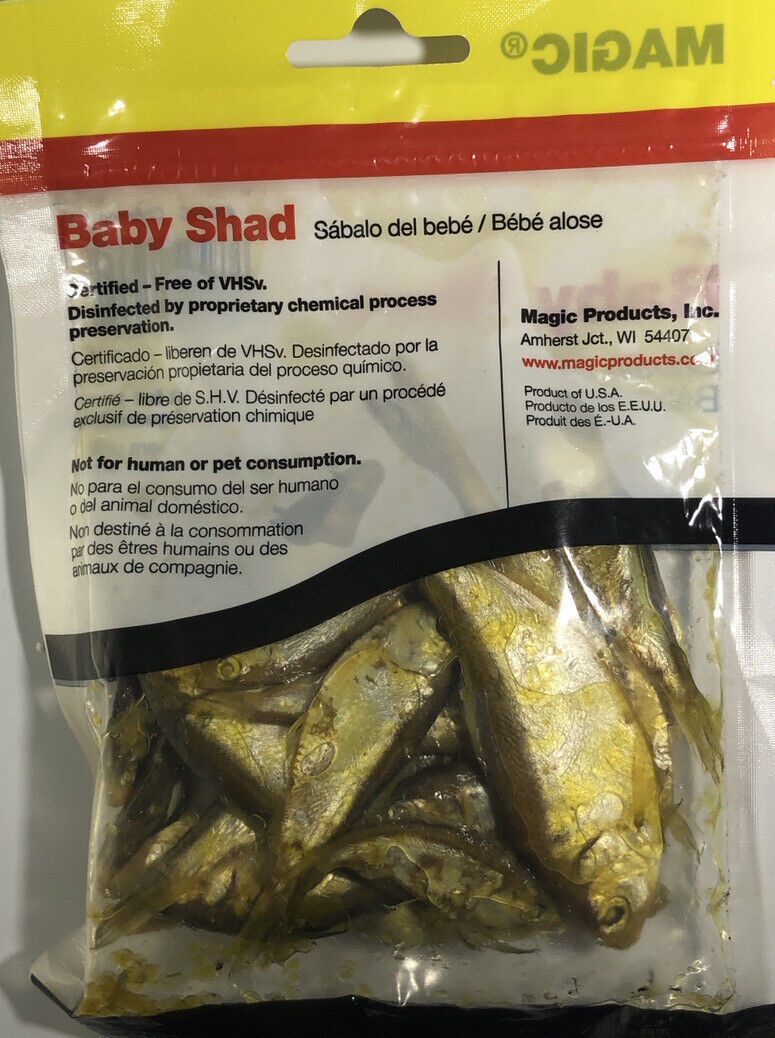 MAGIC®
Baby Shad Sábalo del bebé / Bébé alose
Certified – Free of VHSv.
Disinfected by proprietary chemical process
preservation.
Certificado – liberen de VHSv. Desinfectado por la
preservación propietaria del proceso químico.
Certifié – libre de S.H.V. Désinfecté par un procédé
exclusif de préservation chimique
Not for human or pet consumption.
No para el consumo del ser humano
o del animal doméstico.
Non destiné à la consommation
par des êtres humains ou des
animaux de compagnie.
Magic Products, Inc.
Amherst Jct., WI 54407
www.magicproducts.com
Product of U.S.A.
Producto de los E.E.U.U.
Produit des É.-U.A.